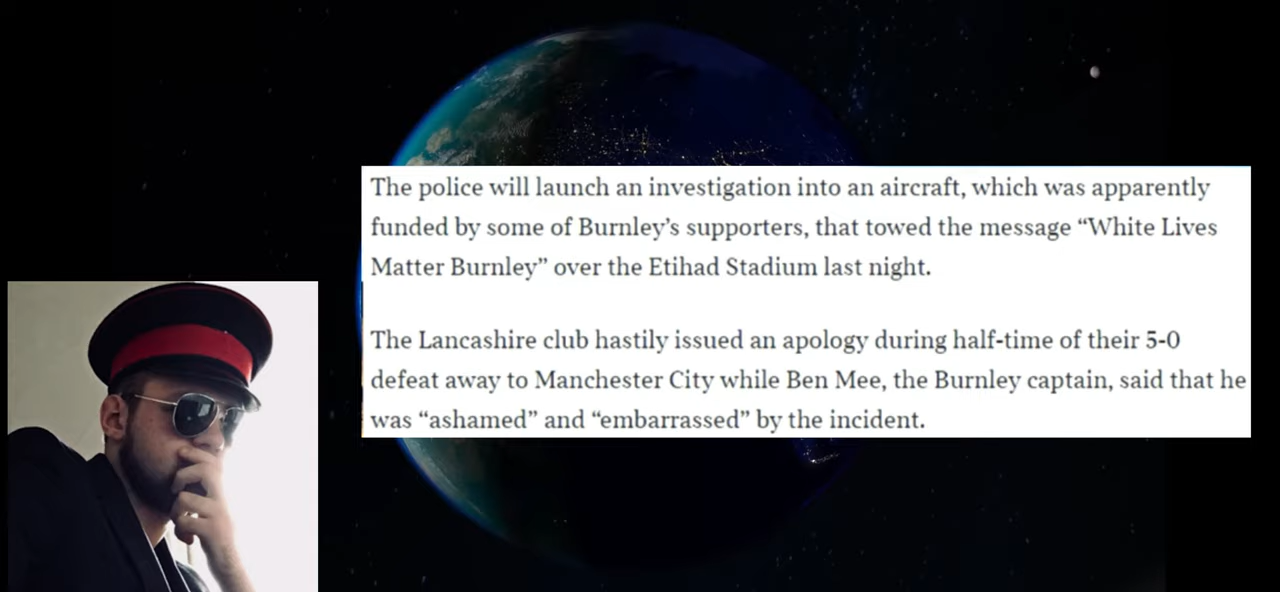 The police will launch an investigation into an aircraft, which was apparently
funded by some of Burnley's supporters, that towed the message “White Lives
Matter Burnley” over the Etihad Stadium last night.
The Lancashire club hastily issued an apology during half-time of their 5-0
defeat away to Manchester City while Ben Mee, the Burnley captain, said that he
was “ashamed” and “embarrassed” by the incident.